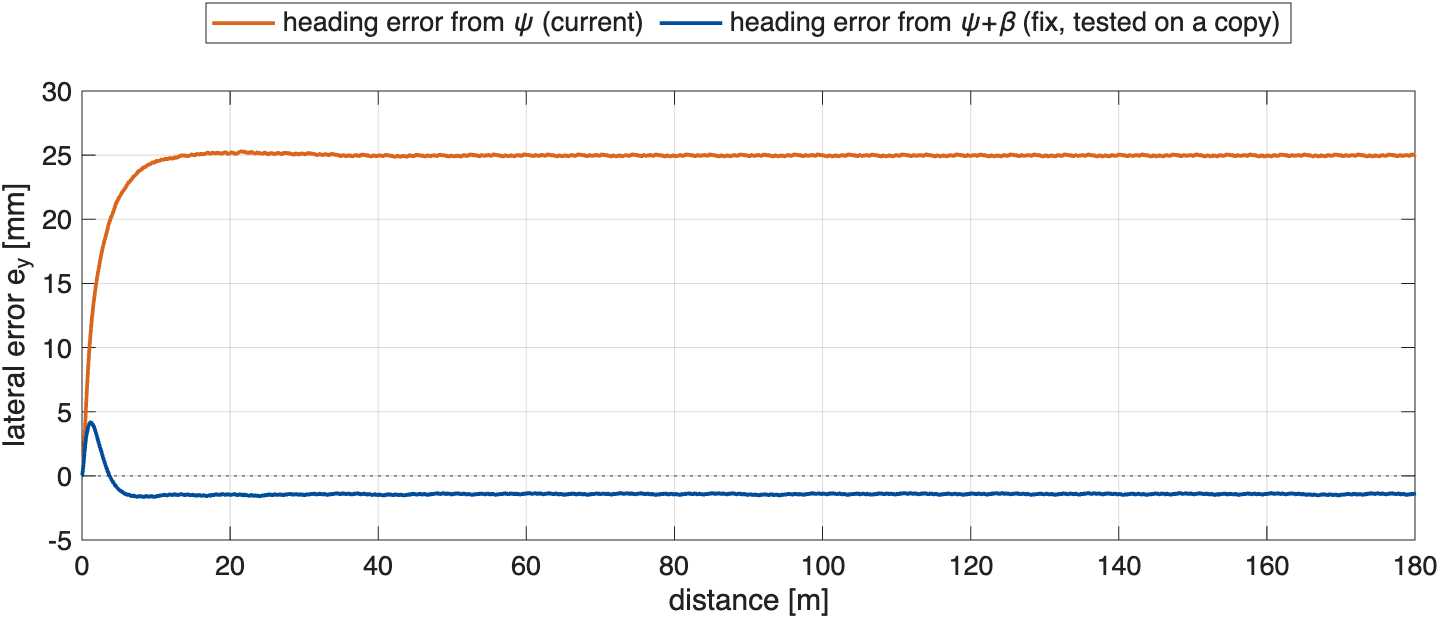 heading error from ψ (current) heading error from ψ+β (fix, tested on a copy)
30
25
20
15
10
5
0
-5
lateral error e_y [mm]
0 20 40 60 80 100 120 140 160 180
distance [m]